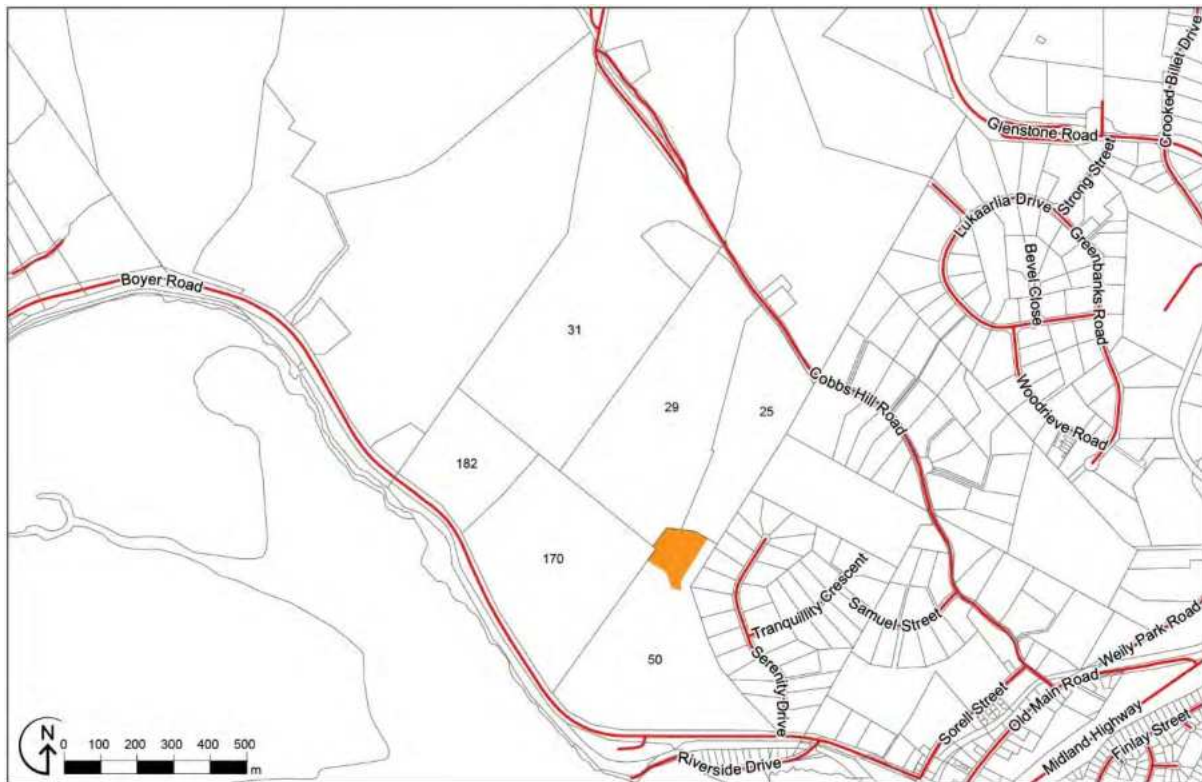 Crooked Billet Drive
Glenstone Road
Strong Street
Lukaarlia Drive
Greenbanks Road
Bevel Close
Boyer Road
31
Cobbs Hill Road
Woodrieve Road
29
25
182
170
Tranquillity Crescent
Samuel Street
50
Serenity Drive
Weily Park Road
Old Main Road
Sorell Street
Midland Highway
Finlay Street
Riverside Drive
N
0 100 200 300 400 500
m